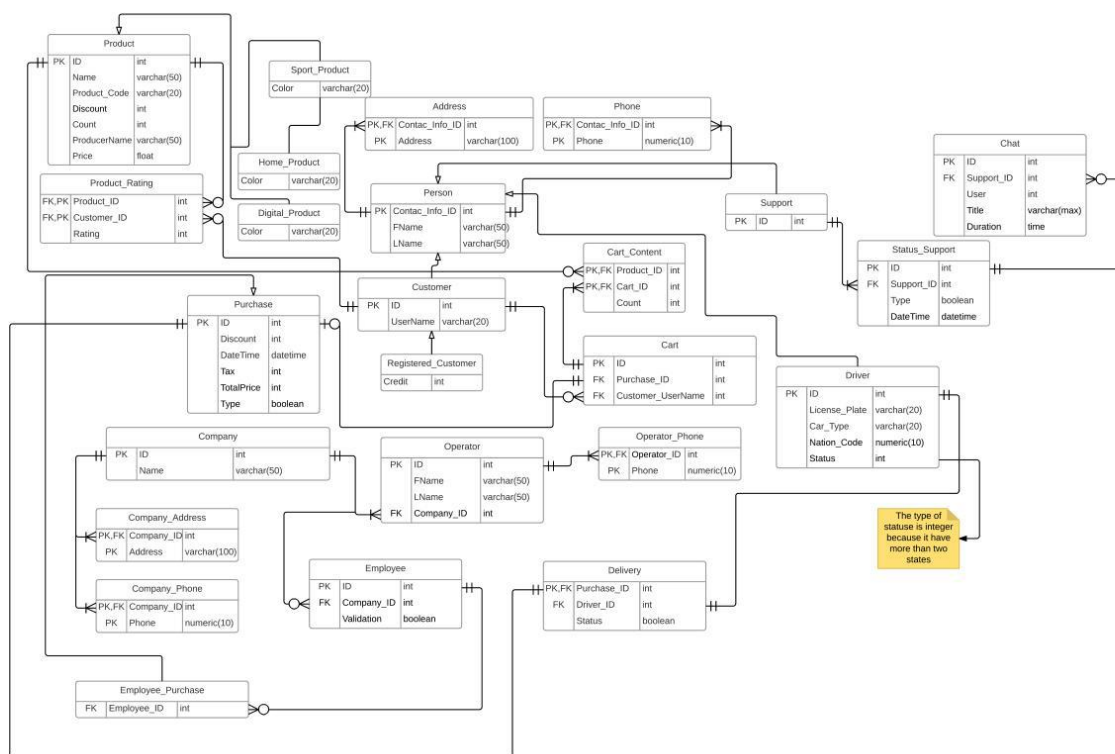 Product
PK ID int
Name varchar(50)
Product_Code varchar(20)
Discount int
Count int
ProducerName varchar(50)
Price float
Product_Rating
FK,PK Product_ID int
FK,PK Customer_ID int
Rating int
Sport_Product
Color varchar(20)
Home_Product
Color varchar(20)
Digital_Product
Color varchar(20)
Address
PK,FK Contac_Info_ID int
PK Address varchar(100)
Phone
PK,FK Contac_Info_ID int
PK Phone numeric(10)
Person
PK Contac_Info_ID int
FName varchar(50)
LName varchar(50)
Support
PK ID int
Chat
PK ID int
FK Support_ID int
User int
Title varchar(max)
Duration time
Status_Support
PK ID int
FK Support_ID int
Type boolean
DateTime datetime
Cart_Content
PK,FK Product_ID int
PK,FK Cart_ID int
Count int
Customer
PK ID int
UserName varchar(20)
Registered_Customer
Credit int
Purchase
PK ID int
Discount int
DateTime datetime
Tax int
TotalPrice int
Type boolean
Cart
PK ID int
FK Purchase_ID int
FK Customer_UserName int
Driver
PK ID int
License_Plate varchar(20)
Car_Type varchar(20)
Nation_Code numeric(10)
Status int
Company
PK ID int
Name varchar(50)
Operator
PK ID int
FName varchar(50)
LName varchar(50)
FK Company_ID int
Operator_Phone
PK,FK Operator_ID int
PK Phone numeric(10)
The type of
statuse is integer
because it have
more than two
states
Company_Address
PK,FK Company_ID int
PK Address varchar(100)
Company_Phone
PK,FK Company_ID int
PK Phone numeric(10)
Employee
PK ID int
FK Company_ID int
Validation boolean
Delivery
PK,FK Purchase_ID int
FK Driver_ID int
Status boolean
Employee_Purchase
FK Employee_ID int